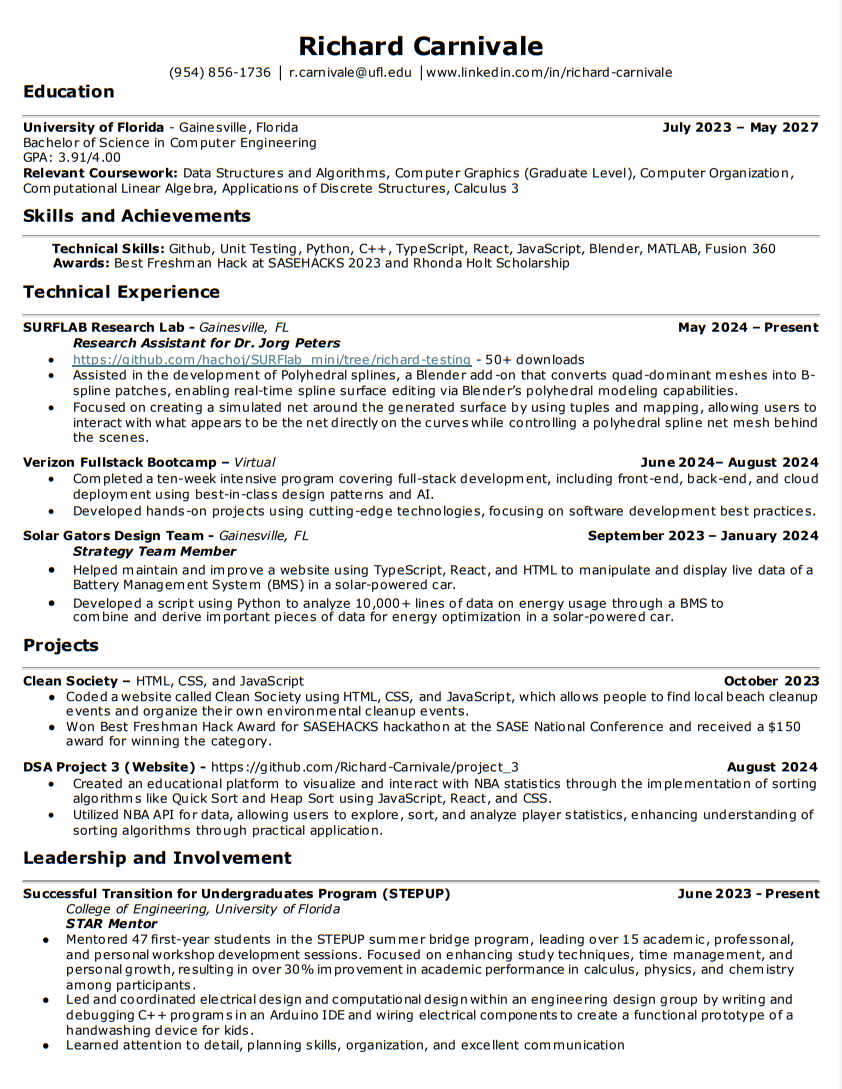 Richard Carnivale
(954) 856-1736 | r.carnivale@ufl.edu | www.linkedin.com/in/richard-carnivale
Education
University of Florida - Gainesville, Florida July 2023 – May 2027
Bachelor of Science in Computer Engineering
GPA: 3.91/4.00
Relevant Coursework: Data Structures and Algorithms, Computer Graphics (Graduate Level), Computer Organization,
Computational Linear Algebra, Applications of Discrete Structures, Calculus 3
Skills and Achievements
Technical Skills: Github, Unit Testing, Python, C++, TypeScript, React, JavaScript, Blender, MATLAB, Fusion 360
Awards: Best Freshman Hack at SASEHACKS 2023 and Rhonda Holt Scholarship
Technical Experience
SURFLAB Research Lab - Gainesville, FL May 2024 – Present
Research Assistant for Dr. Jorg Peters
• https://github.com/hachoj/SURFlab_mini/tree/richard-testing - 50+ downloads
• Assisted in the development of Polyhedral splines, a Blender add-on that converts quad-dominant meshes into B-
spline patches, enabling real-time spline surface editing via Blender’s polyhedral modeling capabilities.
• Focused on creating a simulated net around the generated surface by using tuples and mapping, allowing users to
interact with what appears to be the net directly on the curves while controlling a polyhedral spline net mesh behind
the scenes.
Verizon Fullstack Bootcamp – Virtual June 2024– August 2024
• Completed a ten-week intensive program covering full-stack development, including front-end, back-end, and cloud
deployment using best-in-class design patterns and AI.
• Developed hands-on projects using cutting-edge technologies, focusing on software development best practices.
Solar Gators Design Team - Gainesville, FL September 2023 – January 2024
Strategy Team Member
• Helped maintain and improve a website using TypeScript, React, and HTML to manipulate and display live data of a
Battery Management System (BMS) in a solar-powered car.
• Developed a script using Python to analyze 10,000+ lines of data on energy usage through a BMS to
combine and derive important pieces of data for energy optimization in a solar-powered car.
Projects
Clean Society – HTML, CSS, and JavaScript October 2023
• Coded a website called Clean Society using HTML, CSS, and JavaScript, which allows people to find local beach cleanup
events and organize their own environmental cleanup events.
• Won Best Freshman Hack Award for SASEHACKS hackathon at the SASE National Conference and received a $150
award for winning the category.
DSA Project 3 (Website) - https://github.com/Richard-Carnivale/project_3 August 2024
• Created an educational platform to visualize and interact with NBA statistics through the implementation of sorting
algorithms like Quick Sort and Heap Sort using JavaScript, React, and CSS.
• Utilized NBA API for data, allowing users to explore, sort, and analyze player statistics, enhancing understanding of
sorting algorithms through practical application.
Leadership and Involvement
Successful Transition for Undergraduates Program (STEPUP) June 2023 - Present
College of Engineering, University of Florida
STAR Mentor
• Mentored 47 first-year students in the STEPUP summer bridge program, leading over 15 academic, professonal,
and personal workshop development sessions. Focused on enhancing study techniques, time management, and
personal growth, resulting in over 30% improvement in academic performance in calculus, physics, and chemistry
among participants.
• Led and coordinated electrical design and computational design within an engineering design group by writing and
debugging C++ programs in an Arduino IDE and wiring electrical components to create a functional prototype of a
handwashing device for kids.
• Learned attention to detail, planning skills, organization, and excellent communication